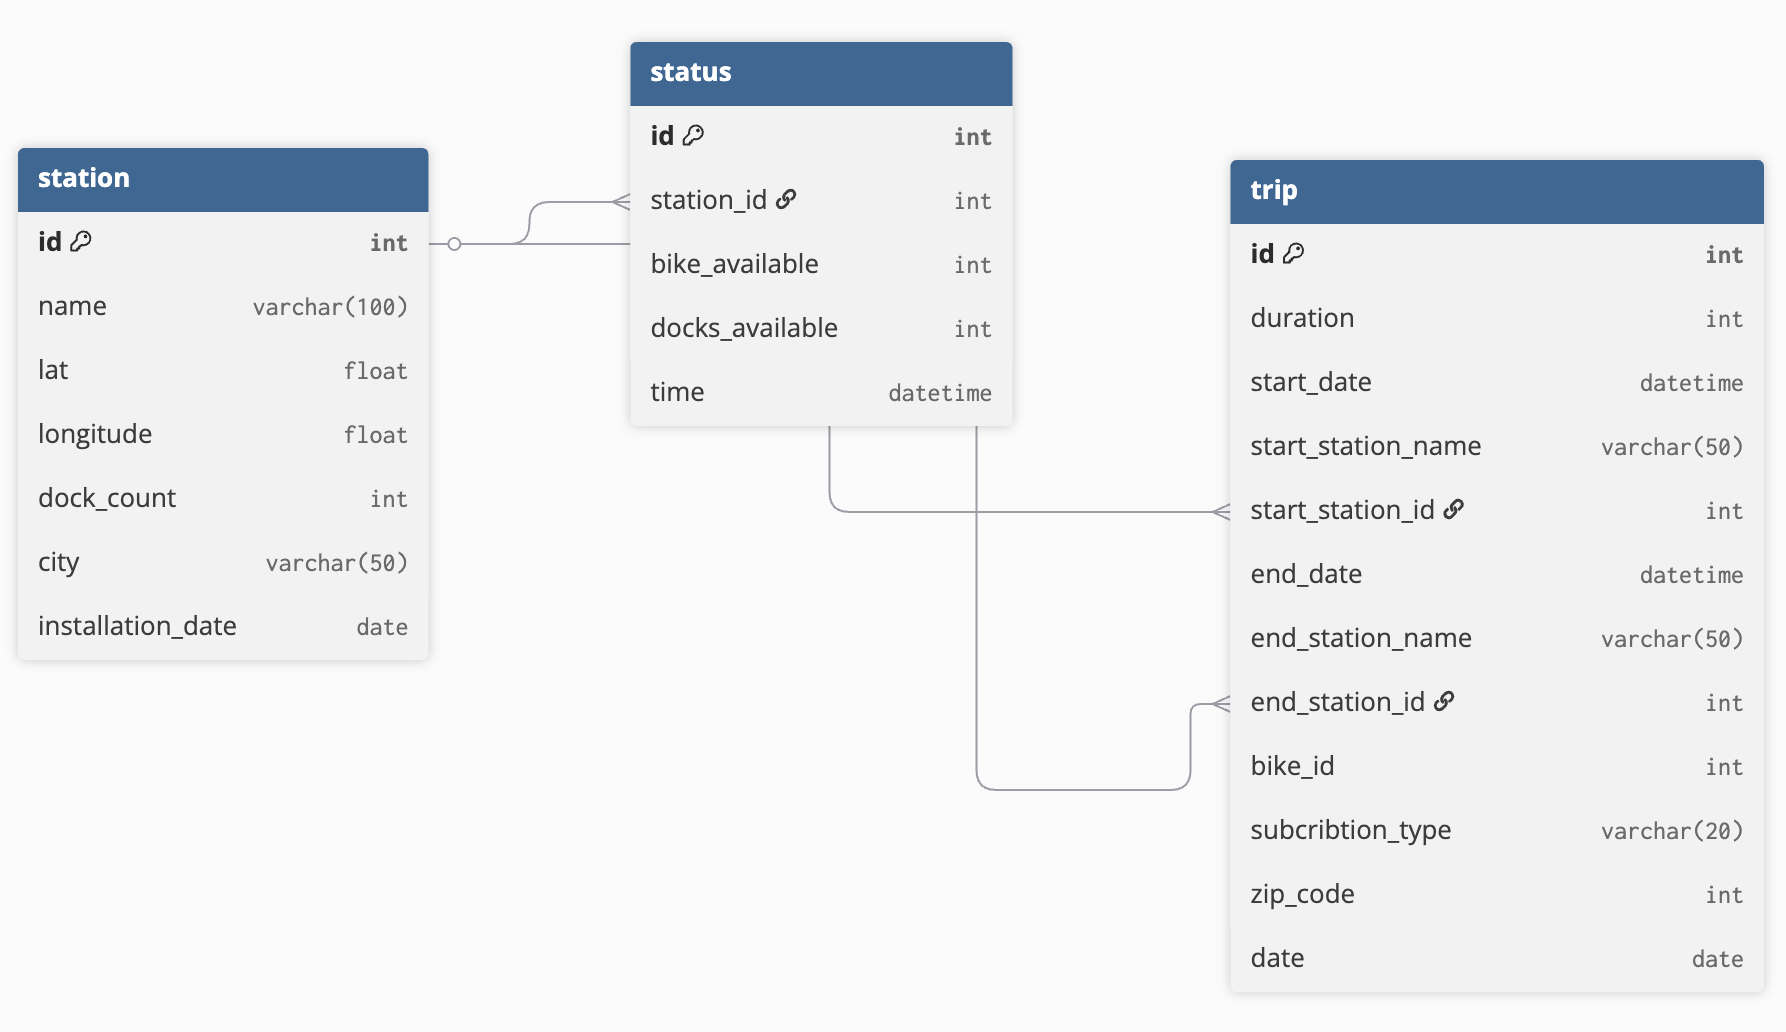 station
id int
name varchar(100)
lat float
longitude float
dock_count int
city varchar(50)
installation_date date
status
id int
station_id int
bike_available int
docks_available int
time datetime
trip
id int
duration int
start_date datetime
start_station_name varchar(50)
start_station_id int
end_date datetime
end_station_name varchar(50)
end_station_id int
bike_id int
subcribtion_type varchar(20)
zip_code int
date date